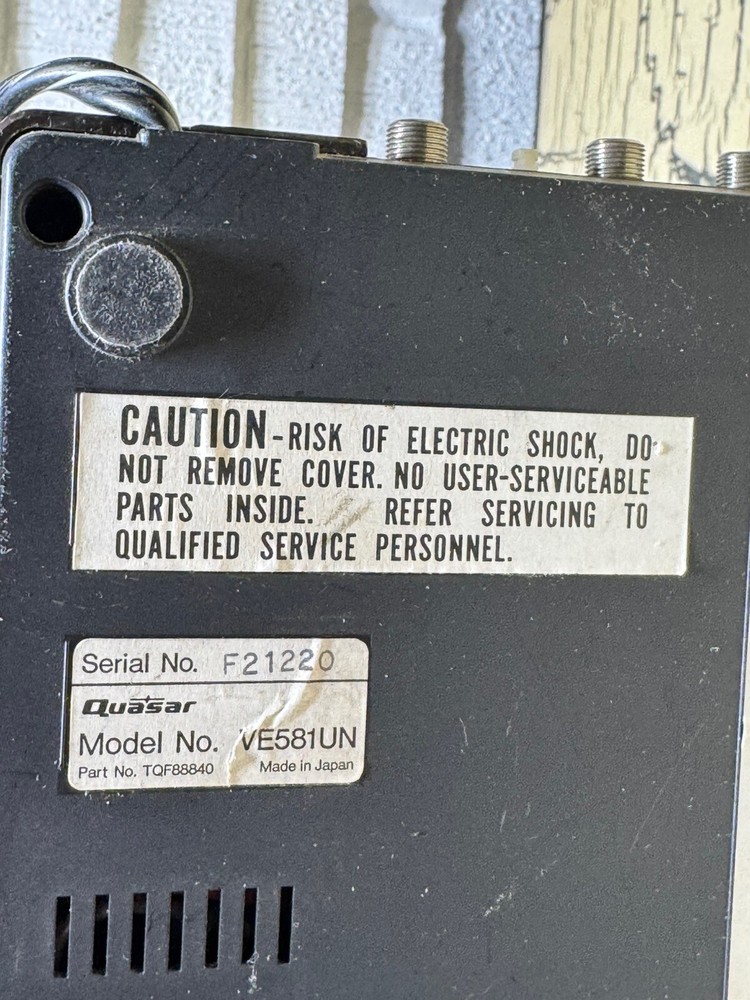 CAUTION-RISK OF ELECTRIC SHOCK, DO
NOT REMOVE COVER. NO USER-SERVICEABLE
PARTS INSIDE. REFER SERVICING TO
QUALIFIED SERVICE PERSONNEL.
Serial No. F21220
Quasar
Model No. VE581UN
Part No. TQF88840 Made in Japan